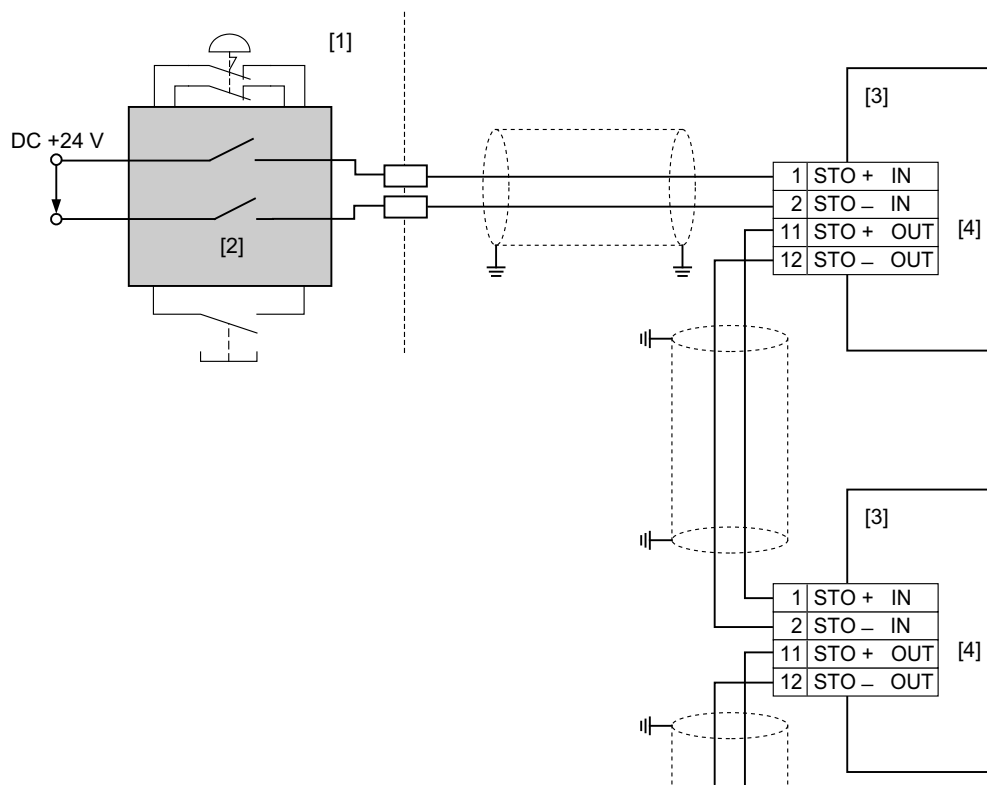 [1]
DC +24 V
[2]
[3]
1 STO + IN
2 STO – IN
11 STO + OUT
12 STO – OUT
[4]
[3]
1 STO + IN
2 STO – IN
11 STO + OUT
12 STO – OUT
[4]